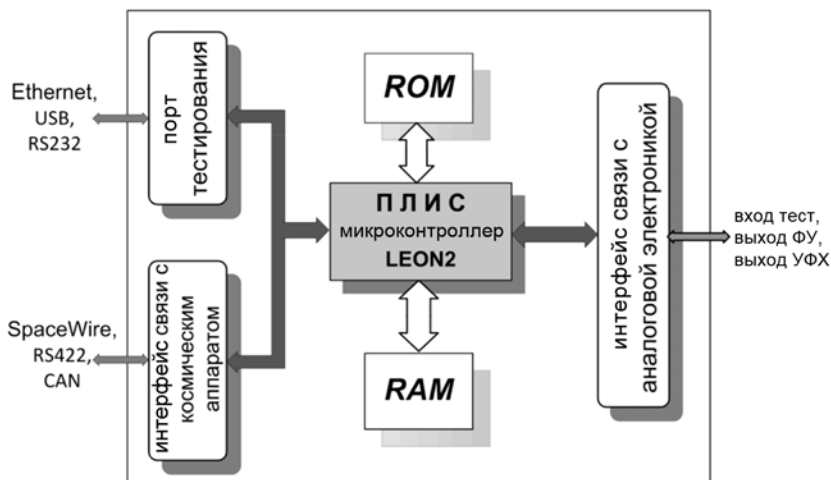 Ethernet,
USB,
RS232
порт
тестирования
SpaceWire,
RS422,
CAN
интерфейс связи с
космическим
аппаратом
ROM
ПЛИС
микроконтроллер
LEON2
RAM
интерфейс связи с
аналоговой электроникой
вход тест,
выход ФУ,
выход УФХ